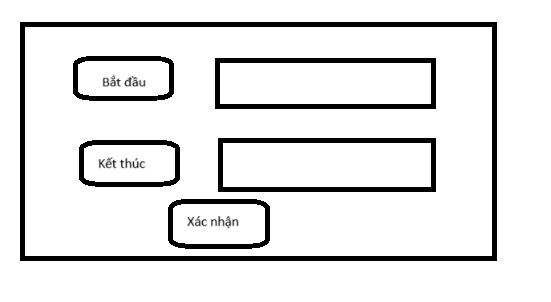 Bắt đầu
Kết thúc
Xác nhận